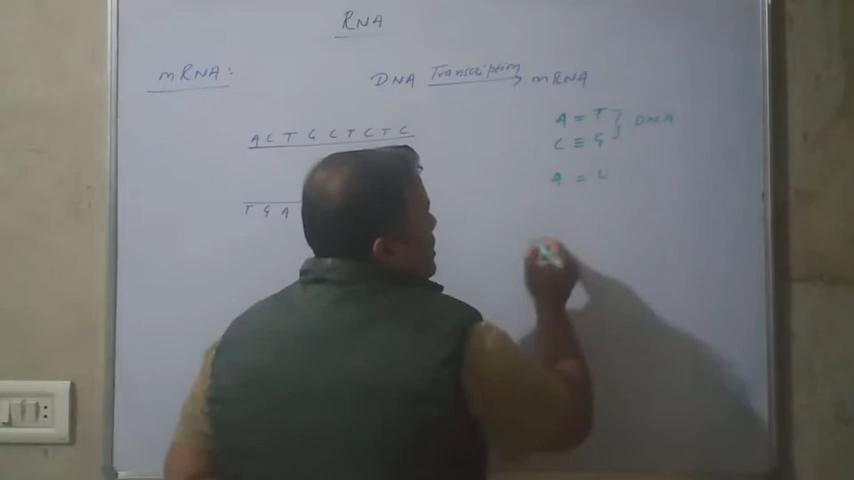 RNA
mRNA:
DNA Transcription → mRNA
A C T G C T C T C
A = T } DNA
C ≡ G
A = U
T G A